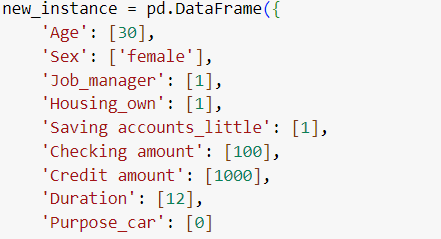 new_instance = pd.DataFrame({
    'Age': [30],
    'Sex': ['female'],
    'Job_manager': [1],
    'Housing_own': [1],
    'Saving accounts_little': [1],
    'Checking amount': [100],
    'Credit amount': [1000],
    'Duration': [12],
    'Purpose_car': [0]